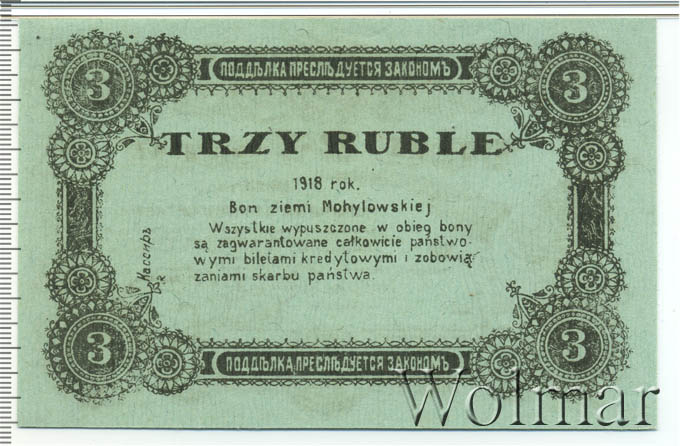 3 ПОДДѢЛКА ПРЕСЛѢДУЕТСЯ ЗАКОНОМЪ 3
TRZY RUBLE
1918 rok.
Bon ziemi Mohylowskiej
Wszystkie wypuszczone w obieg bony
są zagwarantowane całkowicie państwo-
wymi biletami kredytowymi i zobowią
zaniami skarbu państwa.
Кассиръ
3 ПОДДѢЛКА ПРЕСЛѢДУЕТСЯ ЗАКОНОМЪ 3
Wolmar